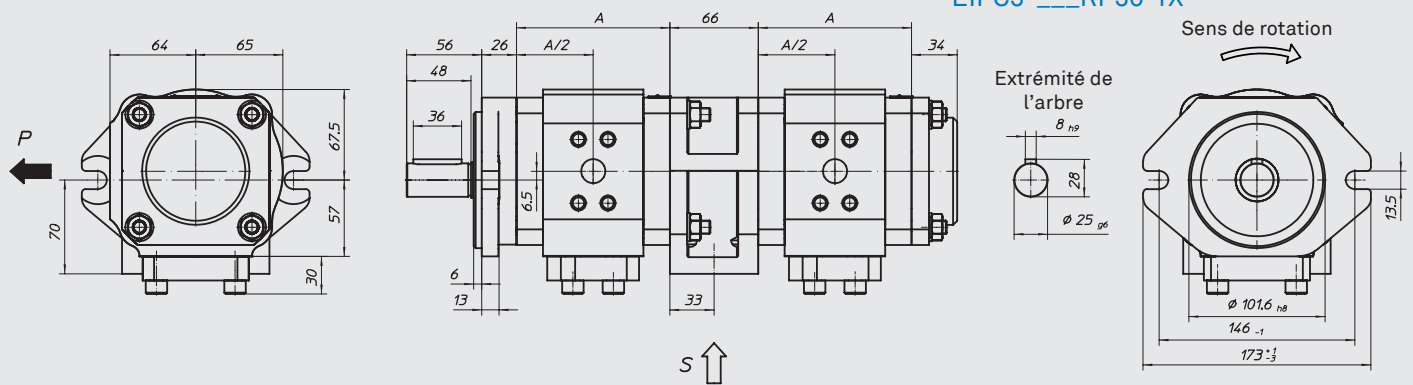 A
66
A
56
26
A/2
A/2
34
48
36
64
65
67.5
57
70
30
P
6.5
6
13
33
S
Extrémité de
l'arbre
8 h9
28
ø 25 g6
Sens de rotation
13.5
ø 101.6 h8
146 -1
173 +1 -3